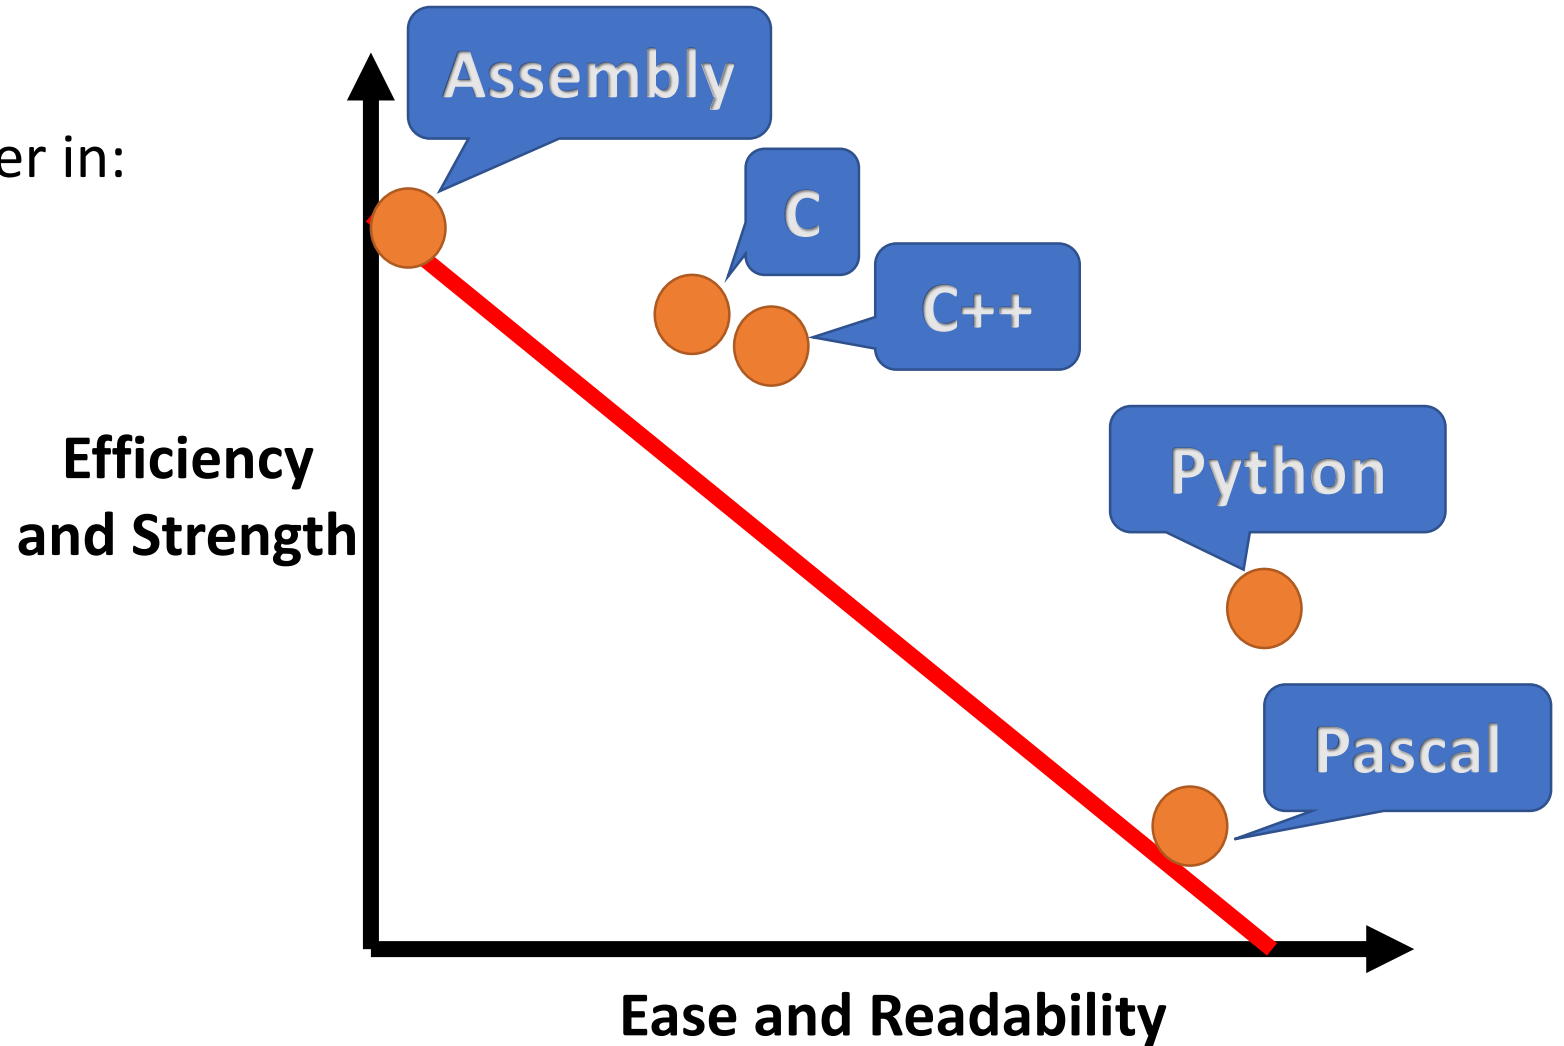 Assembly
er in:
C
C++
Efficiency
and Strength
Python
Pascal
Ease and Readability